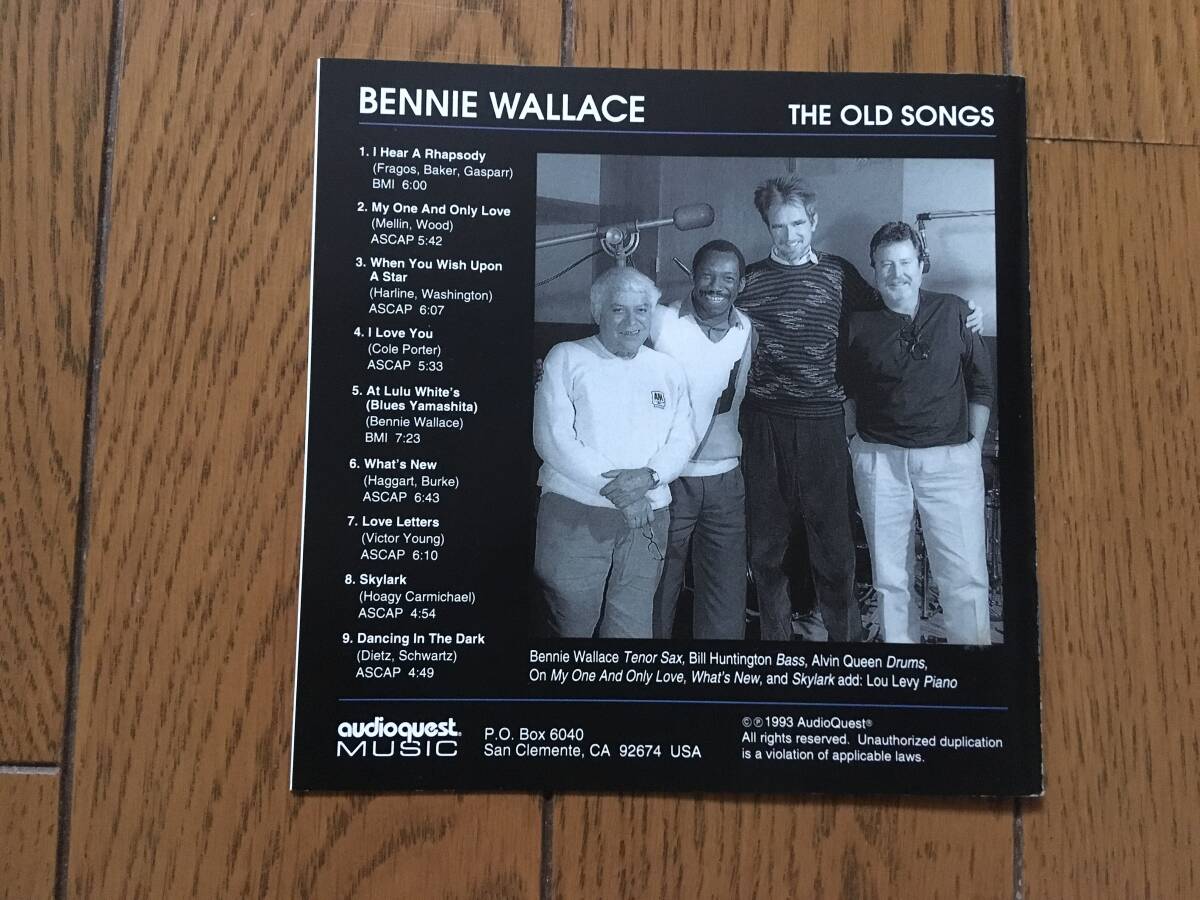 BENNIE WALLACE
THE OLD SONGS
1. I Hear A Rhapsody
(Fragos, Baker, Gasparr)
BMI 6:00
2. My One And Only Love
(Mellin, Wood)
ASCAP 5:42
3. When You Wish Upon
A Star
(Harline, Washington)
ASCAP 6:07
4. I Love You
(Cole Porter)
ASCAP 5:33
5. At Lulu White's
(Blues Yamashita)
(Bennie Wallace)
BMI 7:23
6. What's New
(Haggart, Burke)
ASCAP 6:43
7. Love Letters
(Victor Young)
ASCAP 6:10
8. Skylark
(Hoagy Carmichael)
ASCAP 4:54
9. Dancing In The Dark
(Dietz, Schwartz)
ASCAP 4:49
Bennie Wallace Tenor Sax, Bill Huntington Bass, Alvin Queen Drums,
On My One And Only Love, What's New, and Skylark add: Lou Levy Piano
audioquest®
MUSIC
P.O. Box 6040
San Clemente, CA 92674 USA
©℗ 1993 AudioQuest®
All rights reserved. Unauthorized duplication
is a violation of applicable laws.